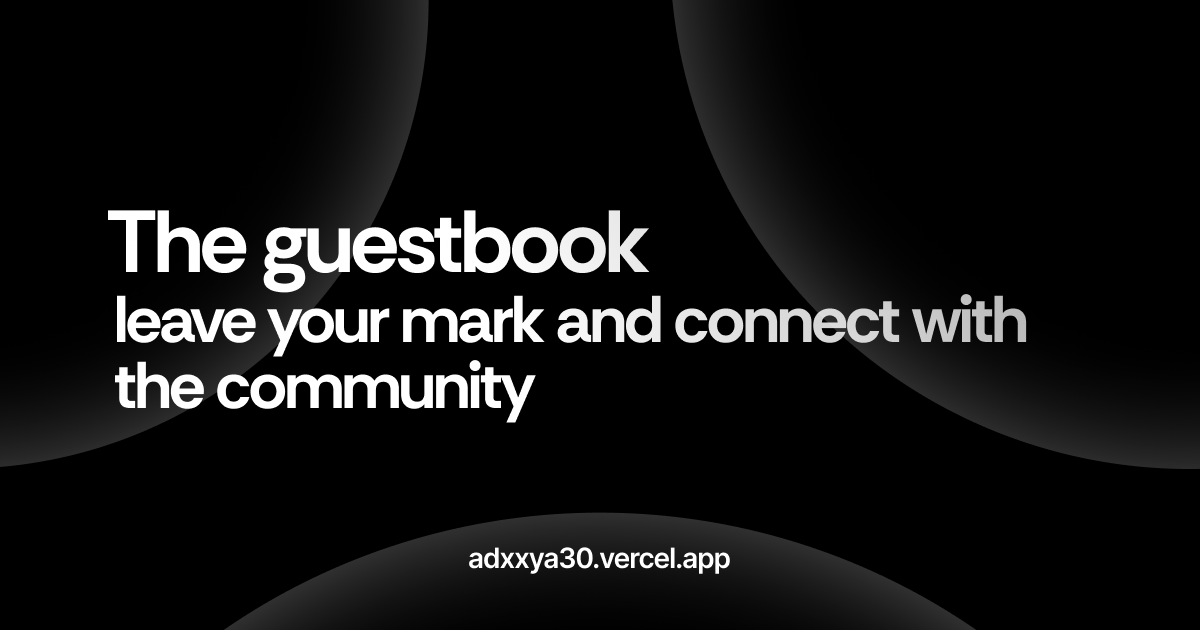 The guestbook
leave your mark and connect with
the community
adxxya30.vercel.app